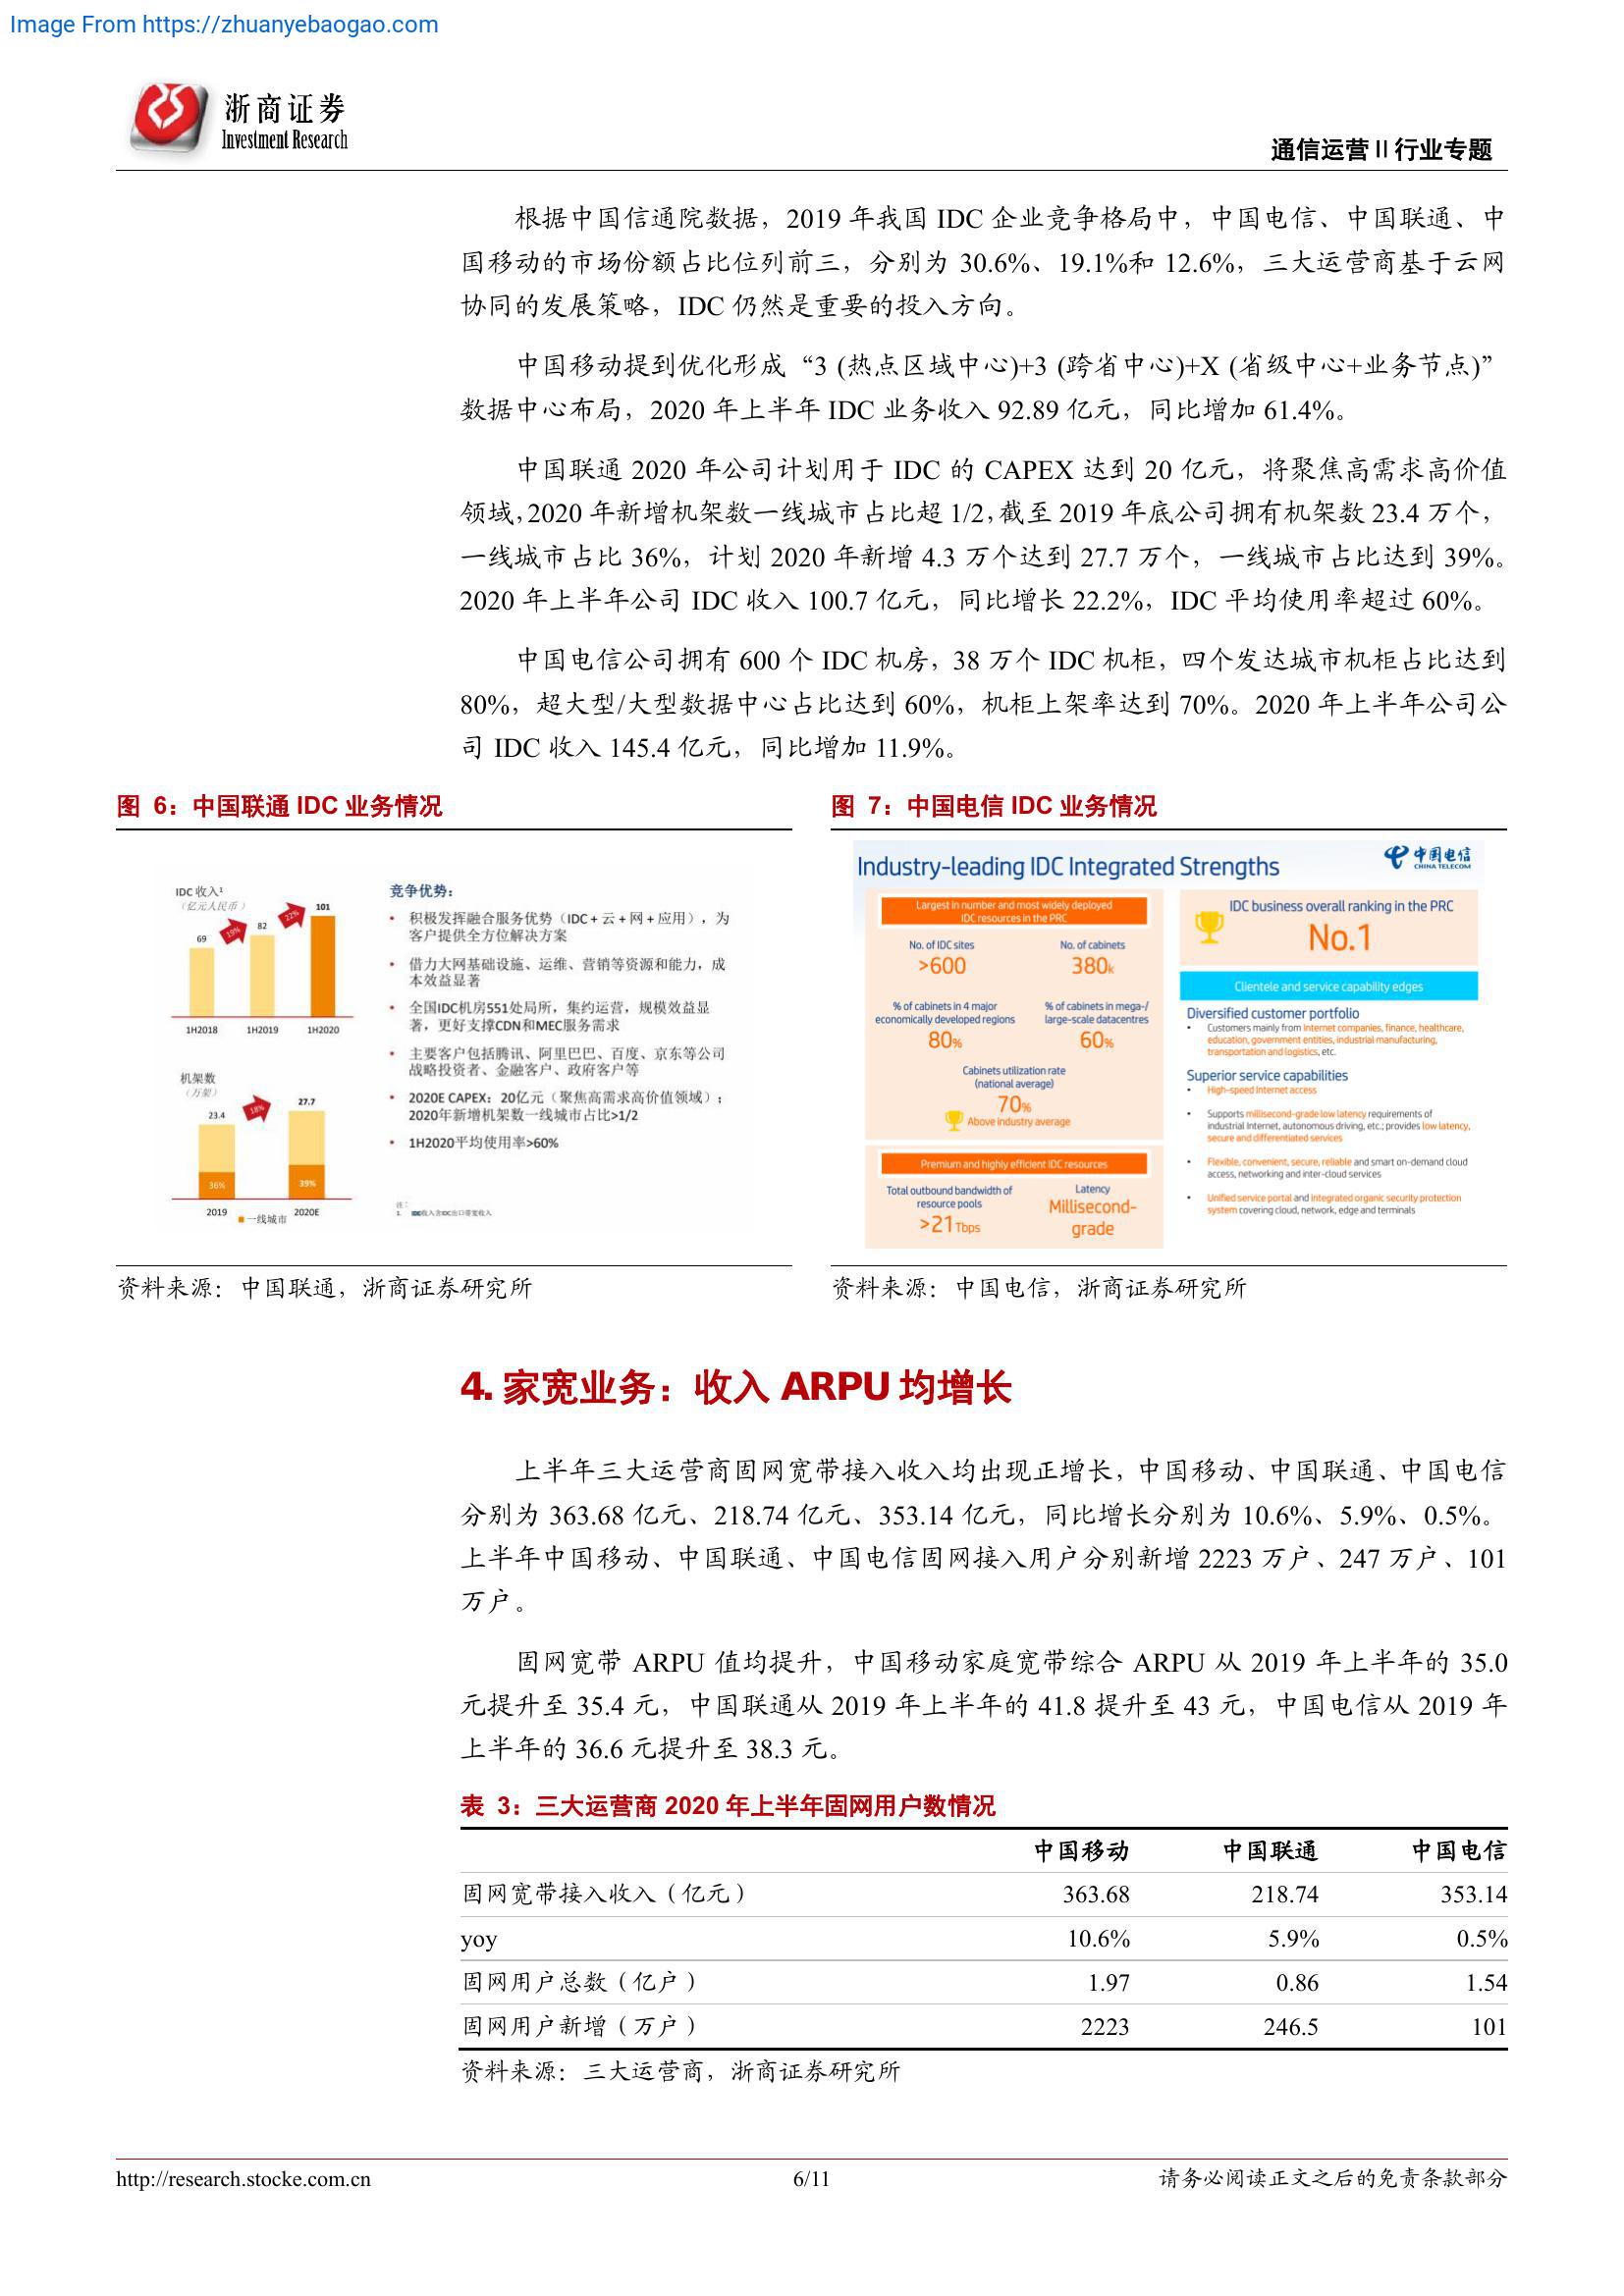 Image From https://zhuanyebaogao.com
浙商证券
Investment Research
通信运营Ⅱ行业专题
根据中国信通院数据，2019 年我国 IDC 企业竞争格局中，中国电信、中国联通、中
国移动的市场份额占比位列前三，分别为 30.6%、19.1%和 12.6%，三大运营商基于云网
协同的发展策略，IDC 仍然是重要的投入方向。
中国移动提到优化形成“3 (热点区域中心)+3 (跨省中心)+X (省级中心+业务节点)”
数据中心布局，2020 年上半年 IDC 业务收入 92.89 亿元，同比增加 61.4%。
中国联通 2020 年公司计划用于 IDC 的 CAPEX 达到 20 亿元，将聚焦高需求高价值
领域，2020 年新增机架数一线城市占比超 1/2，截至 2019 年底公司拥有机架数 23.4 万个，
一线城市占比 36%，计划 2020 年新增 4.3 万个达到 27.7 万个，一线城市占比达到 39%。
2020 年上半年公司 IDC 收入 100.7 亿元，同比增长 22.2%，IDC 平均使用率超过 60%。
中国电信公司拥有 600 个 IDC 机房，38 万个 IDC 机柜，四个发达城市机柜占比达到
80%，超大型/大型数据中心占比达到 60%，机柜上架率达到 70%。2020 年上半年公司公
司 IDC 收入 145.4 亿元，同比增加 11.9%。
图 6：中国联通 IDC 业务情况
IDC 收入¹
（亿元人民币）
69
19%
82
22%
101
1H2018 1H2019 1H2020
机架数
（万架）
23.4
18%
27.7
36%
39%
2019 2020E
一线城市
竞争优势：
• 积极发挥融合服务优势（IDC + 云 + 网 + 应用），为
客户提供全方位解决方案
• 借力大网基础设施、运维、营销等资源和能力，成
本效益显著
• 全国IDC机房551处局所，集约运营，规模效益显
著，更好支撑CDN和MEC服务需求
• 主要客户包括腾讯、阿里巴巴、百度、京东等公司
战略投资者、金融客户、政府客户等
• 2020E CAPEX：20亿元（聚焦高需求高价值领域）；
2020年新增机架数一线城市占比>1/2
• 1H2020平均使用率>60%
注：
1. IDC收入含IDC出口带宽收入
资料来源：中国联通，浙商证券研究所
图 7：中国电信 IDC 业务情况
Industry-leading IDC Integrated Strengths
中国电信
CHINA TELECOM
Largest in number and most widely deployed
IDC resources in the PRC
No. of IDC sites
>600
No. of cabinets
380k
% of cabinets in 4 major
economically developed regions
80%
% of cabinets in mega-/
large-scale datacentres
60%
Cabinets utilization rate
(national average)
70%
Above industry average
Premium and highly efficient IDC resources
Total outbound bandwidth of
resource pools
>21Tbps
Latency
Millisecond-
grade
IDC business overall ranking in the PRC
No.1
Clientele and service capability edges
Diversified customer portfolio
• Customers mainly from Internet companies, finance, healthcare,
education, government entities, industrial manufacturing,
transportation and logistics, etc.
Superior service capabilities
• High-speed Internet access
• Supports millisecond-grade low latency requirements of
industrial Internet, autonomous driving, etc.; provides low latency,
secure and differentiated services
• Flexible, convenient, secure, reliable and smart on-demand cloud
access, networking and inter-cloud services
• Unified service portal and integrated organic security protection
system covering cloud, network, edge and terminals
资料来源：中国电信，浙商证券研究所
4. 家宽业务：收入 ARPU 均增长
上半年三大运营商固网宽带接入收入均出现正增长，中国移动、中国联通、中国电信
分别为 363.68 亿元、218.74 亿元、353.14 亿元，同比增长分别为 10.6%、5.9%、0.5%。
上半年中国移动、中国联通、中国电信固网接入用户分别新增 2223 万户、247 万户、101
万户。
固网宽带 ARPU 值均提升，中国移动家庭宽带综合 ARPU 从 2019 年上半年的 35.0
元提升至 35.4 元，中国联通从 2019 年上半年的 41.8 提升至 43 元，中国电信从 2019 年
上半年的 36.6 元提升至 38.3 元。
表 3：三大运营商 2020 年上半年固网用户数情况
中国移动 中国联通 中国电信
固网宽带接入收入（亿元） 363.68 218.74 353.14
yoy 10.6% 5.9% 0.5%
固网用户总数（亿户） 1.97 0.86 1.54
固网用户新增（万户） 2223 246.5 101
资料来源：三大运营商，浙商证券研究所
http://research.stocke.com.cn 6/11 请务必阅读正文之后的免责条款部分